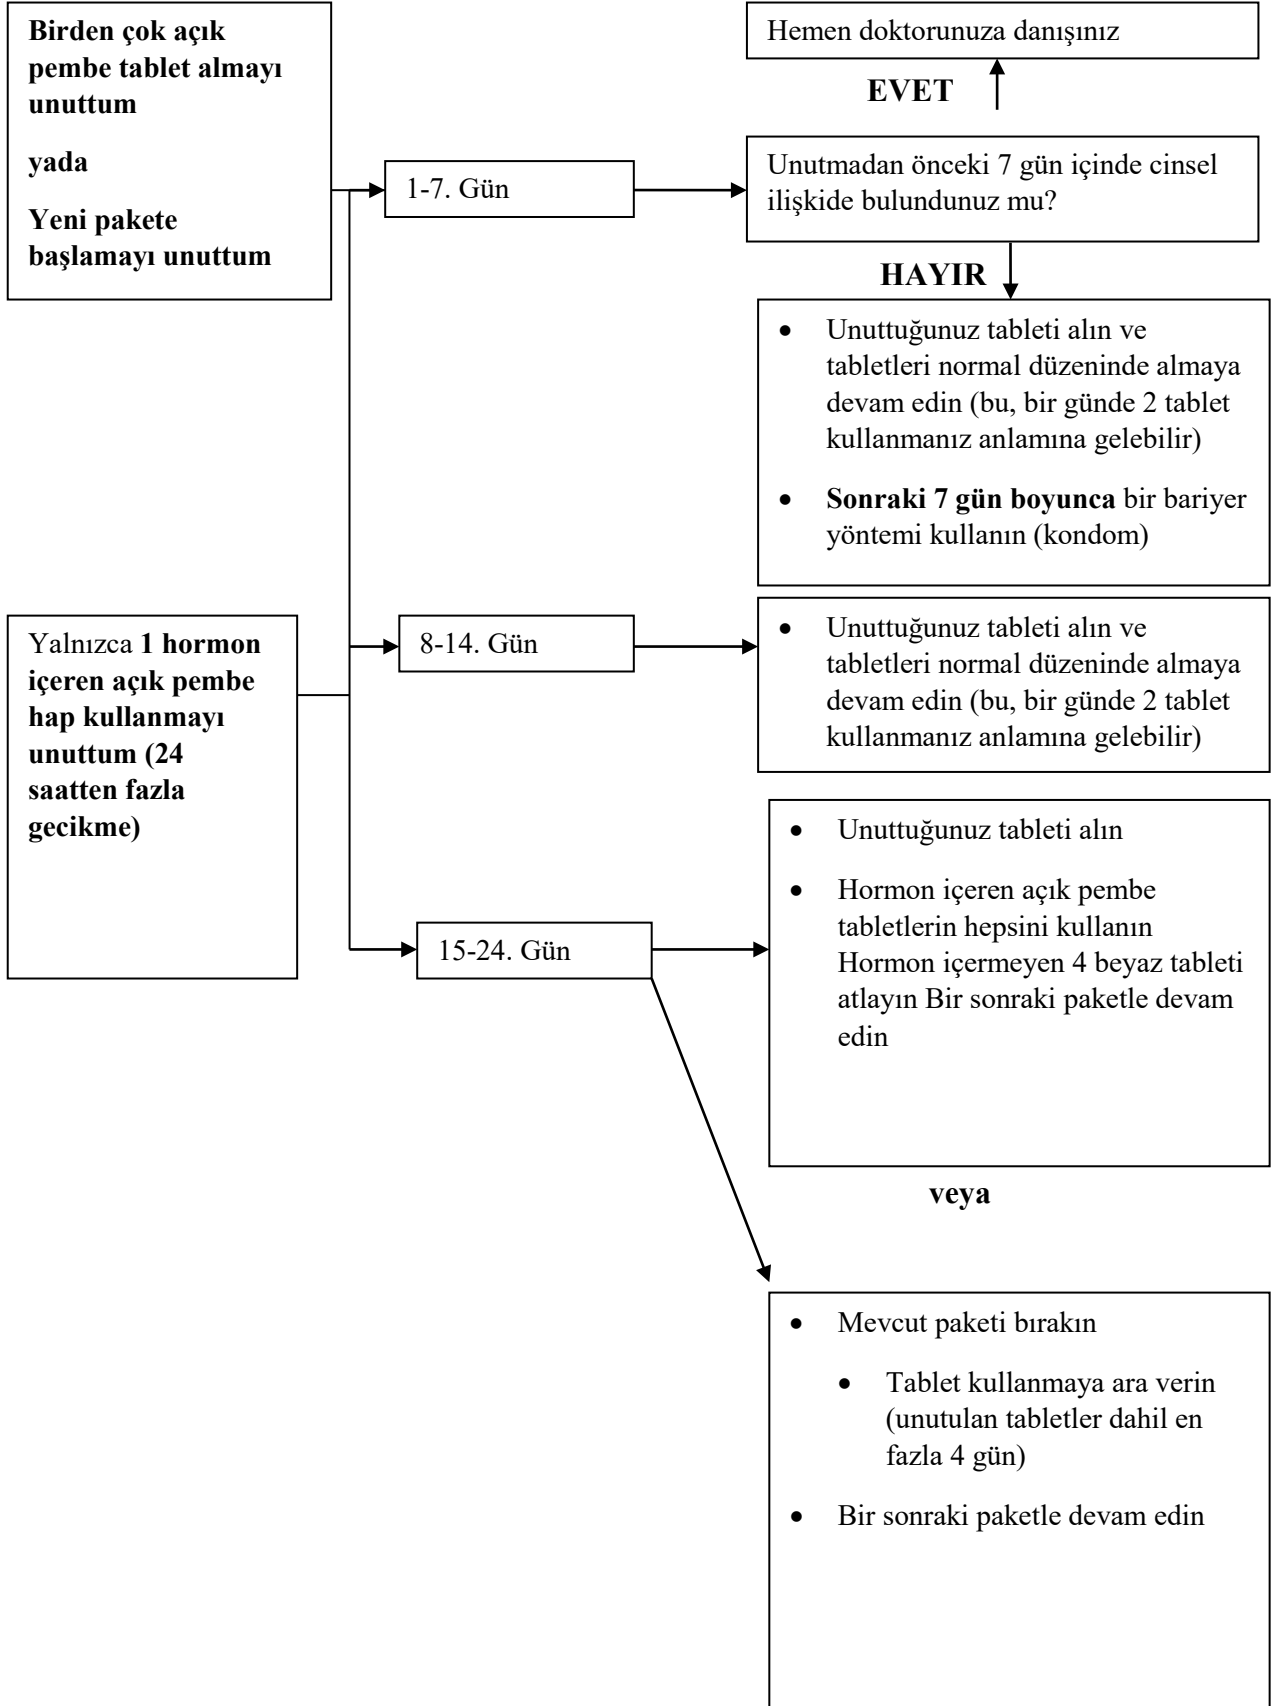 Birden çok açık
pembe tablet almayı
unuttum
yada
Yeni pakete
başlamayı unuttum
Hemen doktorunuza danışınız
EVET
1-7. Gün
Unutmadan önceki 7 gün içinde cinsel
ilişkide bulundunuz mu?
HAYIR
• Unuttuğunuz tableti alın ve
tabletleri normal düzeninde almaya
devam edin (bu, bir günde 2 tablet
kullanmanız anlamına gelebilir)
• Sonraki 7 gün boyunca bir bariyer
yöntemi kullanın (kondom)
Yalnızca 1 hormon
içeren açık pembe
hap kullanmayı
unuttum (24
saatten fazla
gecikme)
8-14. Gün
• Unuttuğunuz tableti alın ve
tabletleri normal düzeninde almaya
devam edin (bu, bir günde 2 tablet
kullanmanız anlamına gelebilir)
15-24. Gün
• Unuttuğunuz tableti alın
• Hormon içeren açık pembe
tabletlerin hepsini kullanın
Hormon içermeyen 4 beyaz tableti
atlayın Bir sonraki paketle devam
edin
veya
• Mevcut paketi bırakın
• Tablet kullanmaya ara verin
(unutulan tabletler dahil en
fazla 4 gün)
• Bir sonraki paketle devam edin